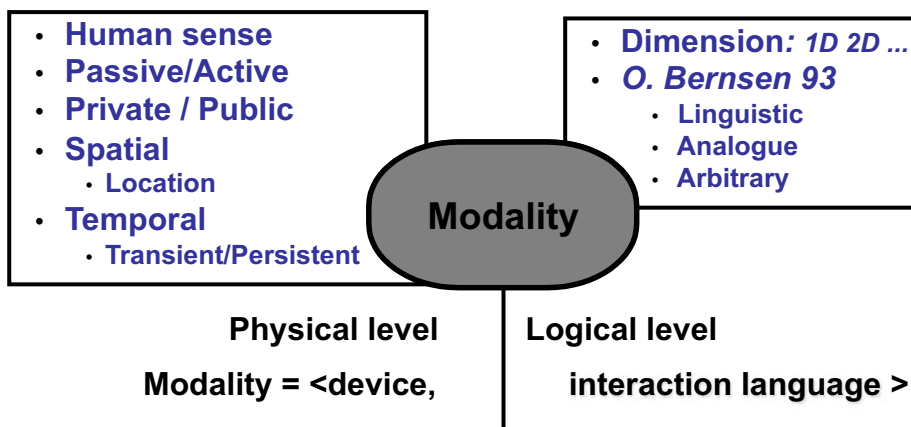 • Human sense
• Passive/Active
• Private / Public
• Spatial
• Location
• Temporal
• Transient/Persistent
• Dimension: 1D 2D ...
• O. Bernsen 93
• Linguistic
• Analogue
• Arbitrary
Modality
Physical level
Logical level
Modality = <device,
interaction language >